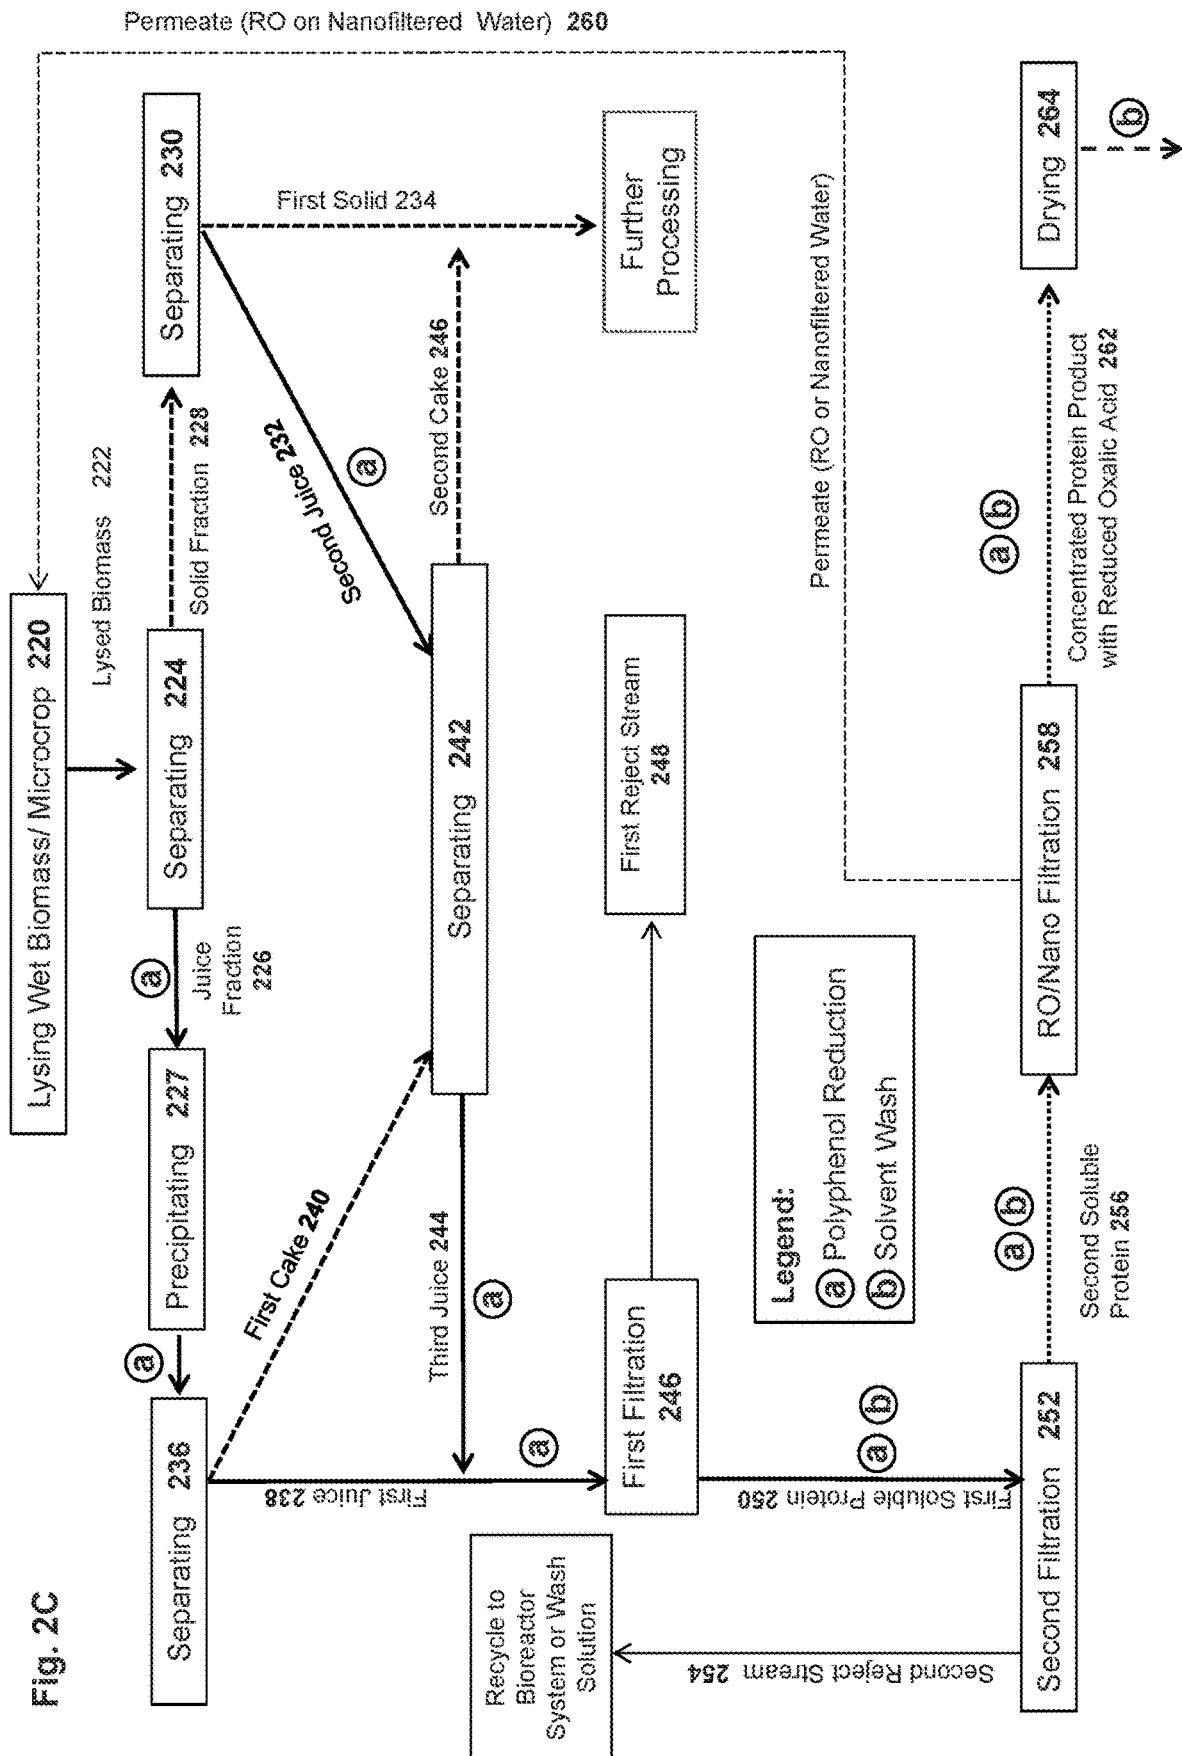 Fig. 2C
Permeate (RO on Nanofiltered Water) 260
Lysing Wet Biomass/ Microcrop 220
Lysed Biomass 222
Separating 236
a
Precipitating 227
a
Juice
Fraction
226
Separating 224
Solid Fraction 228
Separating 230
First Cake 240
Second Juice 232
a
First Solid 234
First Juice 238
Third Juice 244
a
Separating 242
Second Cake 246
a
Recycle to
Bioreactor
System or Wash
Solution
First Filtration
246
First Reject Stream
248
Further
Processing
Second Reject Stream 254
First Soluble Protein 250
a b
Legend:
a Polyphenol Reduction
b Solvent Wash
Permeate (RO or Nanofiltered Water)
Second Filtration 252
a b
Second Soluble
Protein 256
RO/Nano Filtration 258
a b
Concentrated Protein Product
with Reduced Oxalic Acid 262
Drying 264
b